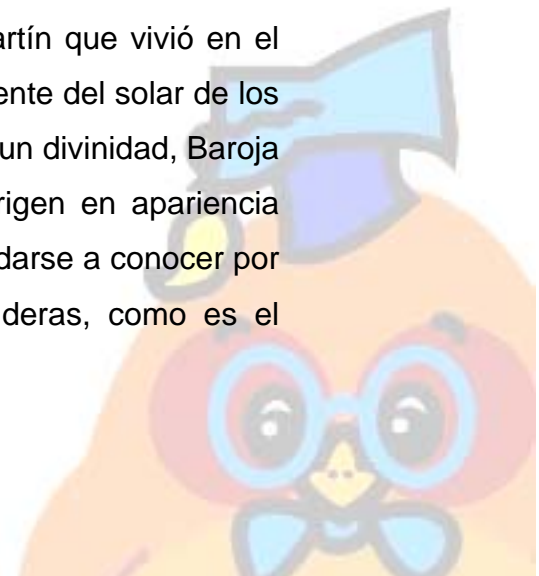 artín que vivió en el
ente del solar de los
un divinidad, Baroja
rigen en apariencia
darse a conocer por
deras, como es el